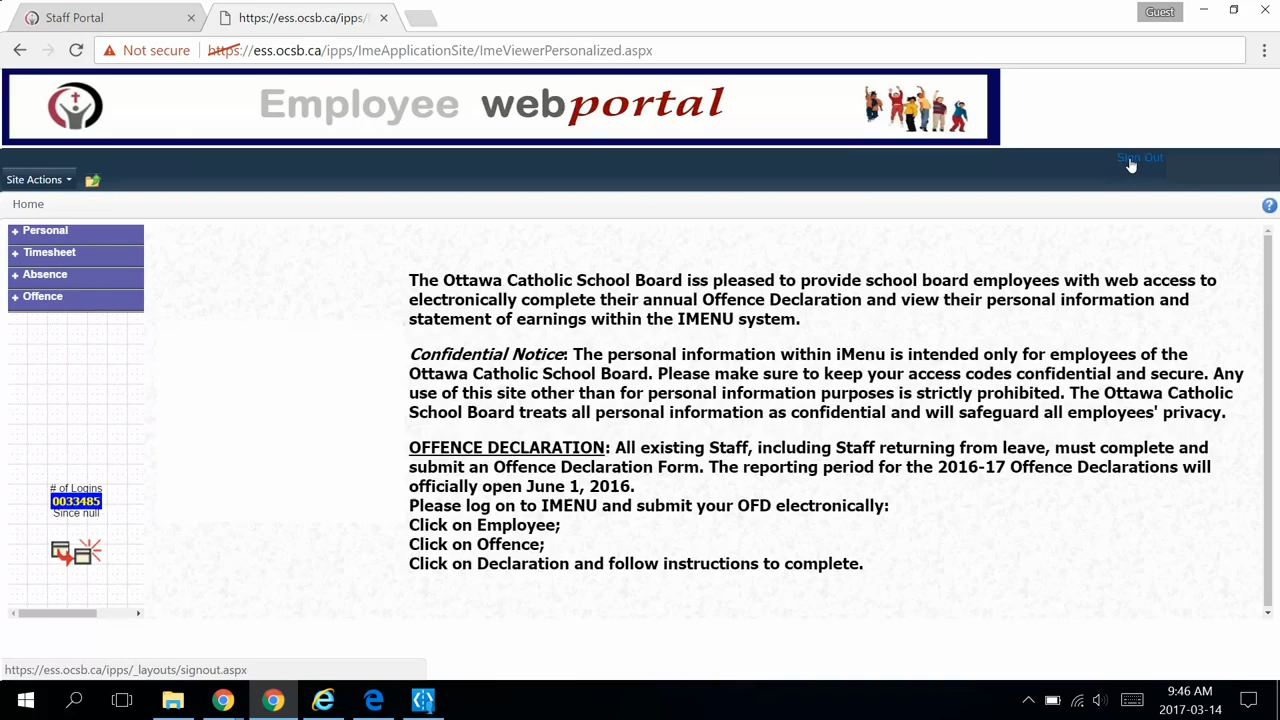 Staff Portal
https://ess.ocsb.ca/ipps/
Guest
Not secure
https://ess.ocsb.ca/ipps/ImeApplicationSite/ImeViewerPersonalized.aspx
Employee webportal
Sign Out
Site Actions
Home
Personal
Timesheet
Absence
Offence
The Ottawa Catholic School Board iss pleased to provide school board employees with web access to
electronically complete their annual Offence Declaration and view their personal information and
statement of earnings within the IMENU system.
Confidential Notice: The personal information within iMenu is intended only for employees of the
Ottawa Catholic School Board. Please make sure to keep your access codes confidential and secure. Any
use of this site other than for personal information purposes is strictly prohibited. The Ottawa Catholic
School Board treats all personal information as confidential and will safeguard all employees' privacy.
OFFENCE DECLARATION: All existing Staff, including Staff returning from leave, must complete and
submit an Offence Declaration Form. The reporting period for the 2016-17 Offence Declarations will
officially open June 1, 2016.
Please log on to IMENU and submit your OFD electronically:
Click on Employee;
Click on Offence;
Click on Declaration and follow instructions to complete.
# of Logins
0033485
Since null
https://ess.ocsb.ca/ipps/_layouts/signout.aspx
9:46 AM
2017-03-14